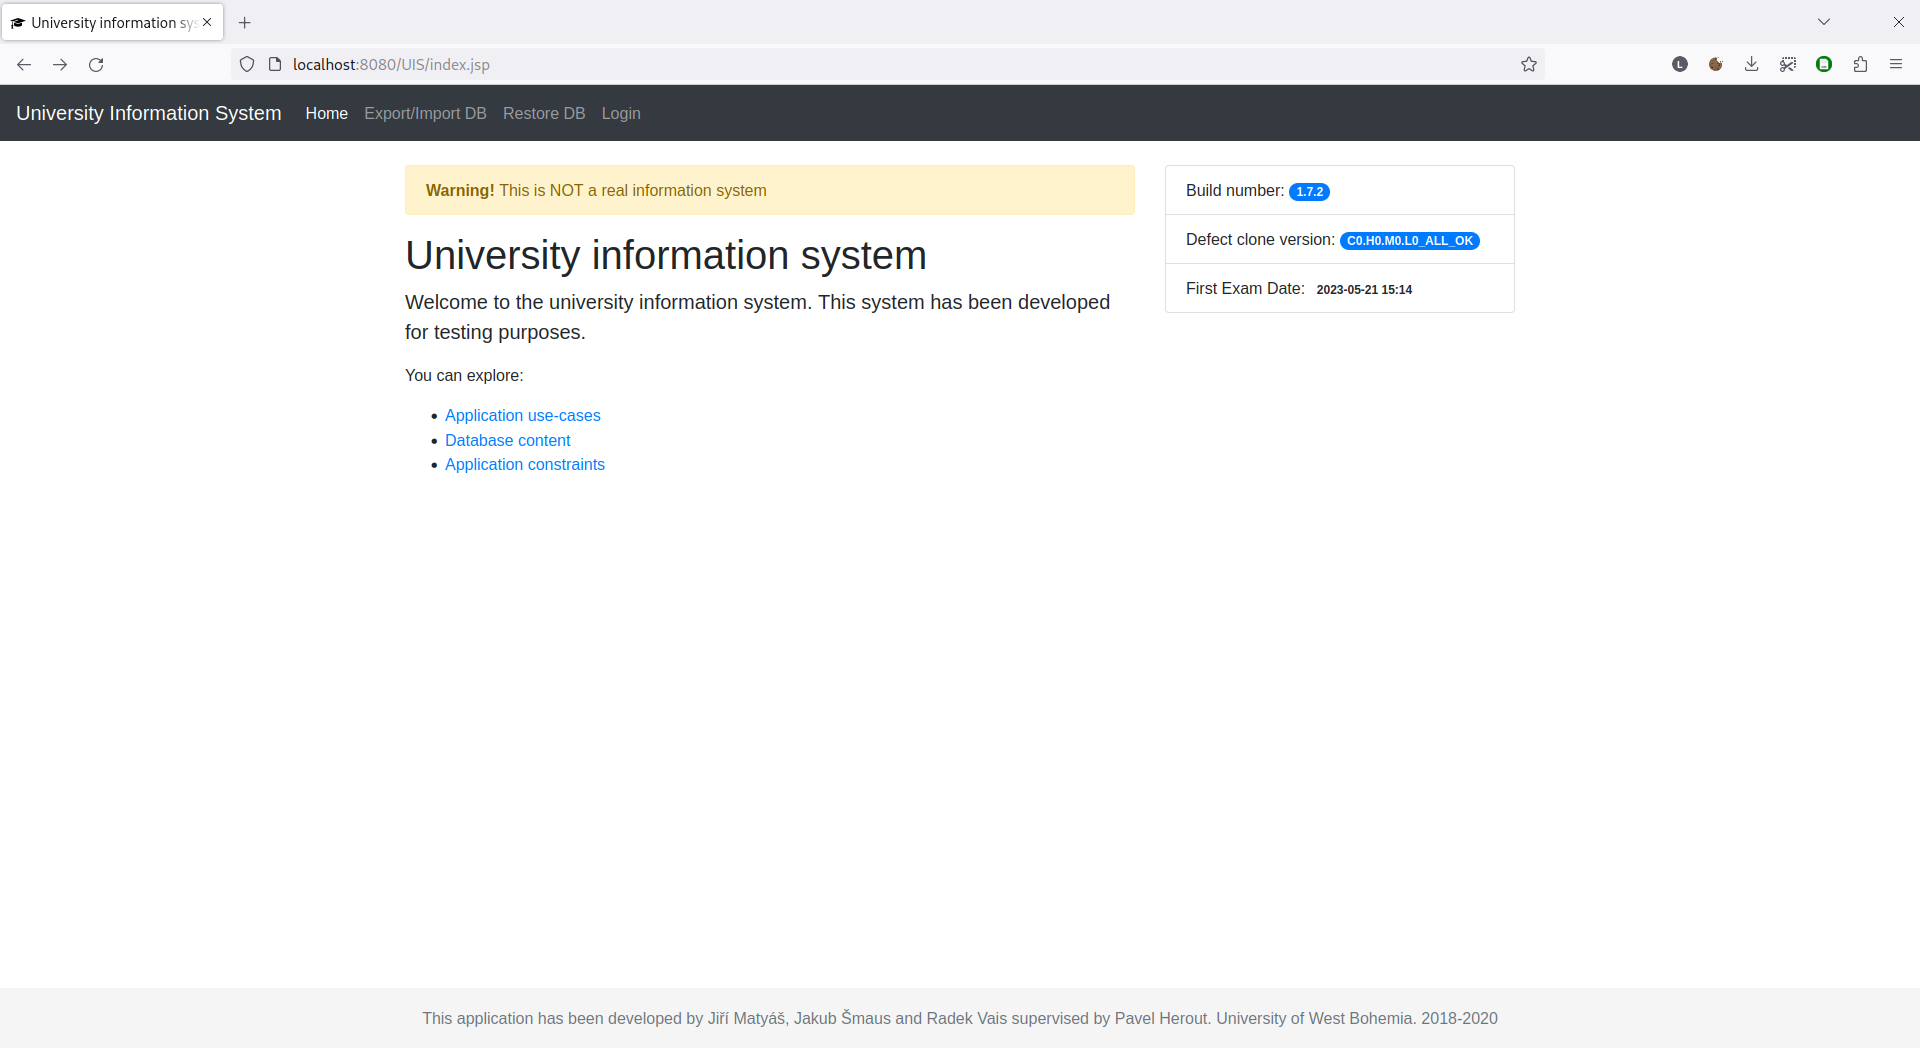 University information sys
localhost:8080/UIS/index.jsp
L
University Information System Home Export/Import DB Restore DB Login
Warning! This is NOT a real information system
University information system
Welcome to the university information system. This system has been developed
for testing purposes.
You can explore:
Application use-cases
Database content
Application constraints
Build number: 1.7.2
Defect clone version: C0.H0.M0.L0_ALL_OK
First Exam Date: 2023-05-21 15:14
This application has been developed by Jiří Matyáš, Jakub Šmaus and Radek Vais supervised by Pavel Herout. University of West Bohemia. 2018-2020